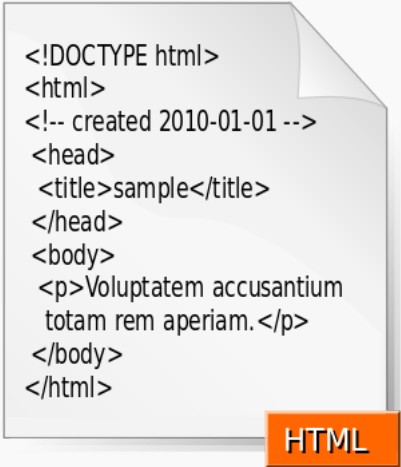 <!DOCTYPE html>
<html>
<!-- created 2010-01-01 -->
<head>
<title>sample</title>
</head>
<body>
<p>Voluptatem accusantium
totam rem aperiam.</p>
</body>
</html>
HTML